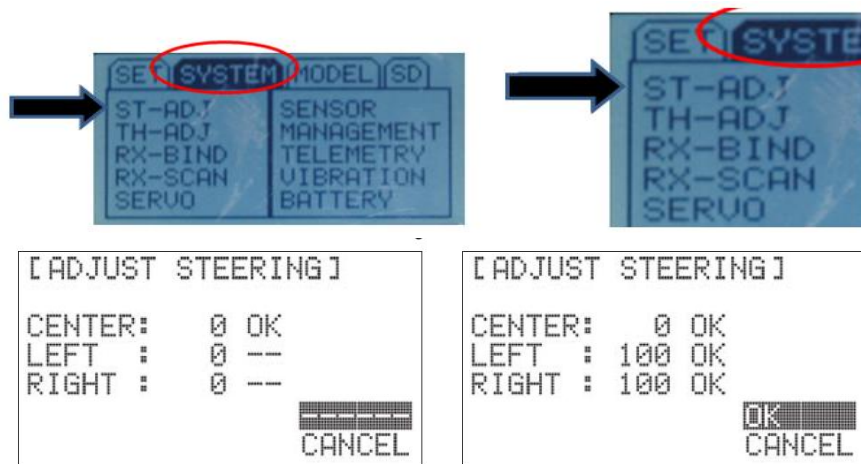 SET SYSTEM MODEL SD
ST-ADJ SENSOR
TH-ADJ MANAGEMENT
RX-BIND TELEMETRY
RX-SCAN VIBRATION
SERVO BATTERY
SET SYSTE
ST-ADJ
TH-ADJ
RX-BIND
RX-SCAN
SERVO
[ADJUST STEERING]
CENTER: 0 OK
LEFT : 0 --
RIGHT : 0 --
-----
CANCEL
[ADJUST STEERING]
CENTER: 0 OK
LEFT : 100 OK
RIGHT : 100 OK
OK
CANCEL